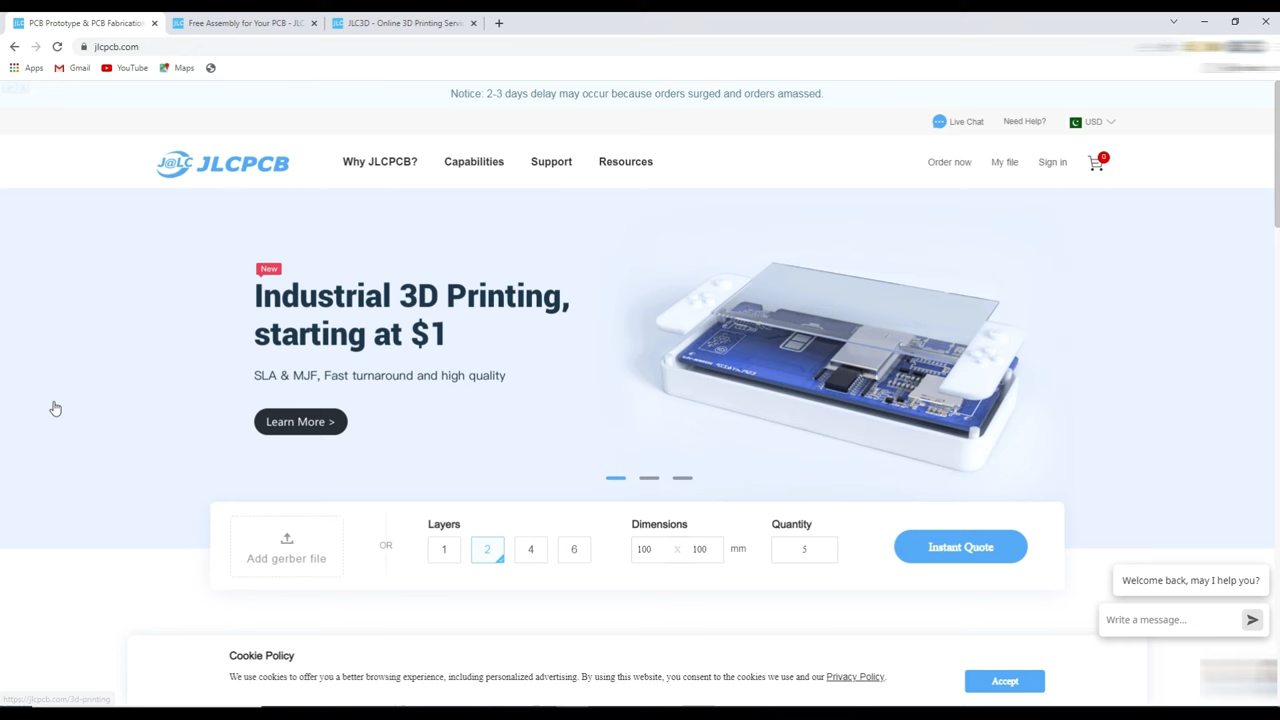 PCB Prototype & PCB Fabrication
Free Assembly for Your PCB - JLC
JLC3D - Online 3D Printing Servic
jlcpcb.com
Apps
Gmail
YouTube
Maps
Notice: 2-3 days delay may occur because orders surged and orders amassed.
Live Chat
Need Help?
USD
J@LC JLCPCB
Why JLCPCB?
Capabilities
Support
Resources
Order now
My file
Sign in
0
New
Industrial 3D Printing,
starting at $1
SLA & MJF, Fast turnaround and high quality
Learn More >
Add gerber file
OR
Layers
1
2
4
6
Dimensions
100 X 100 mm
Quantity
5
Instant Quote
Welcome back, may I help you?
Write a message...
Cookie Policy
We use cookies to offer you a better browsing experience, including personalized advertising. By using this website, you consent to the cookies we use and our Privacy Policy.
Accept
https://jlcpcb.com/3d-printing